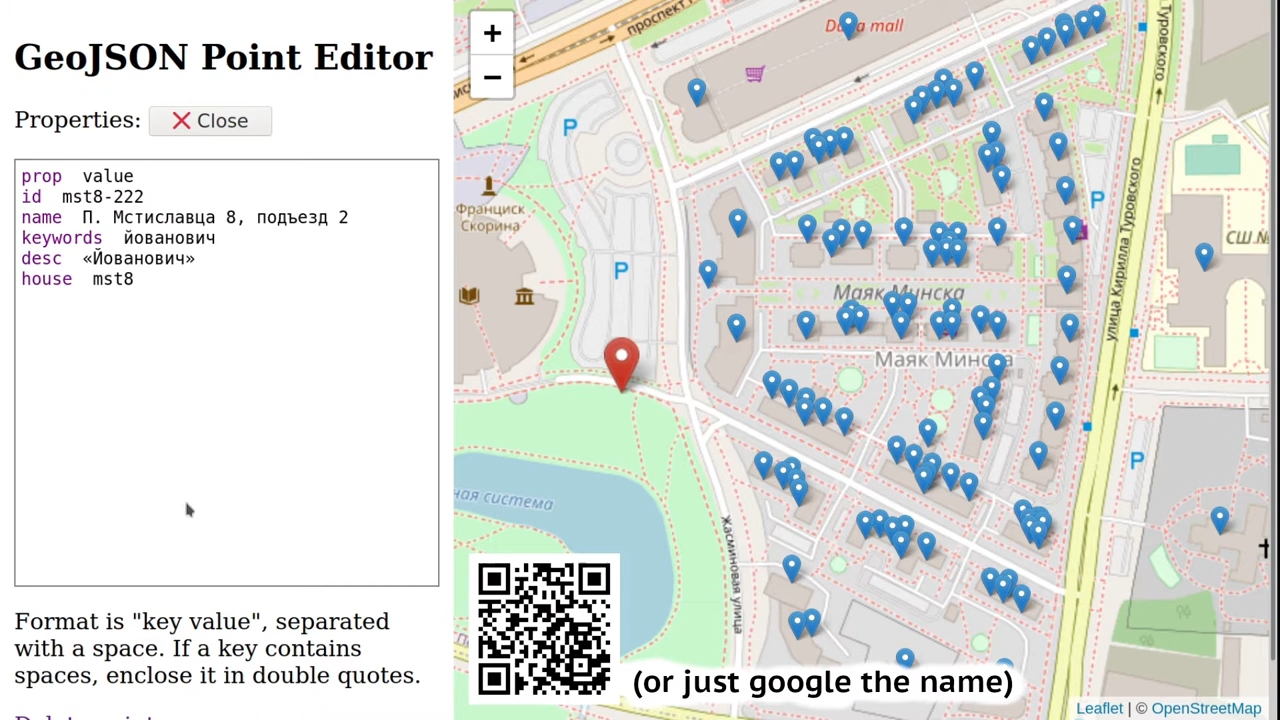 GeoJSON Point Editor
Properties: Close
prop value
id mst8-222
name П. Мстиславца 8, подъезд 2
keywords йованович
desc «Йованович»
house mst8
Format is "key value", separated
with a space. If a key contains
spaces, enclose it in double quotes.
+
−
проспект
Dana mall
P
Франциск
Скорина
P
Маяк Минска
Маяк Минска
ная система
Жасминовая улица
Туровского
улица Кирилла Туровского
P
СШ №
P
(or just google the name)
Leaflet | © OpenStreetMap